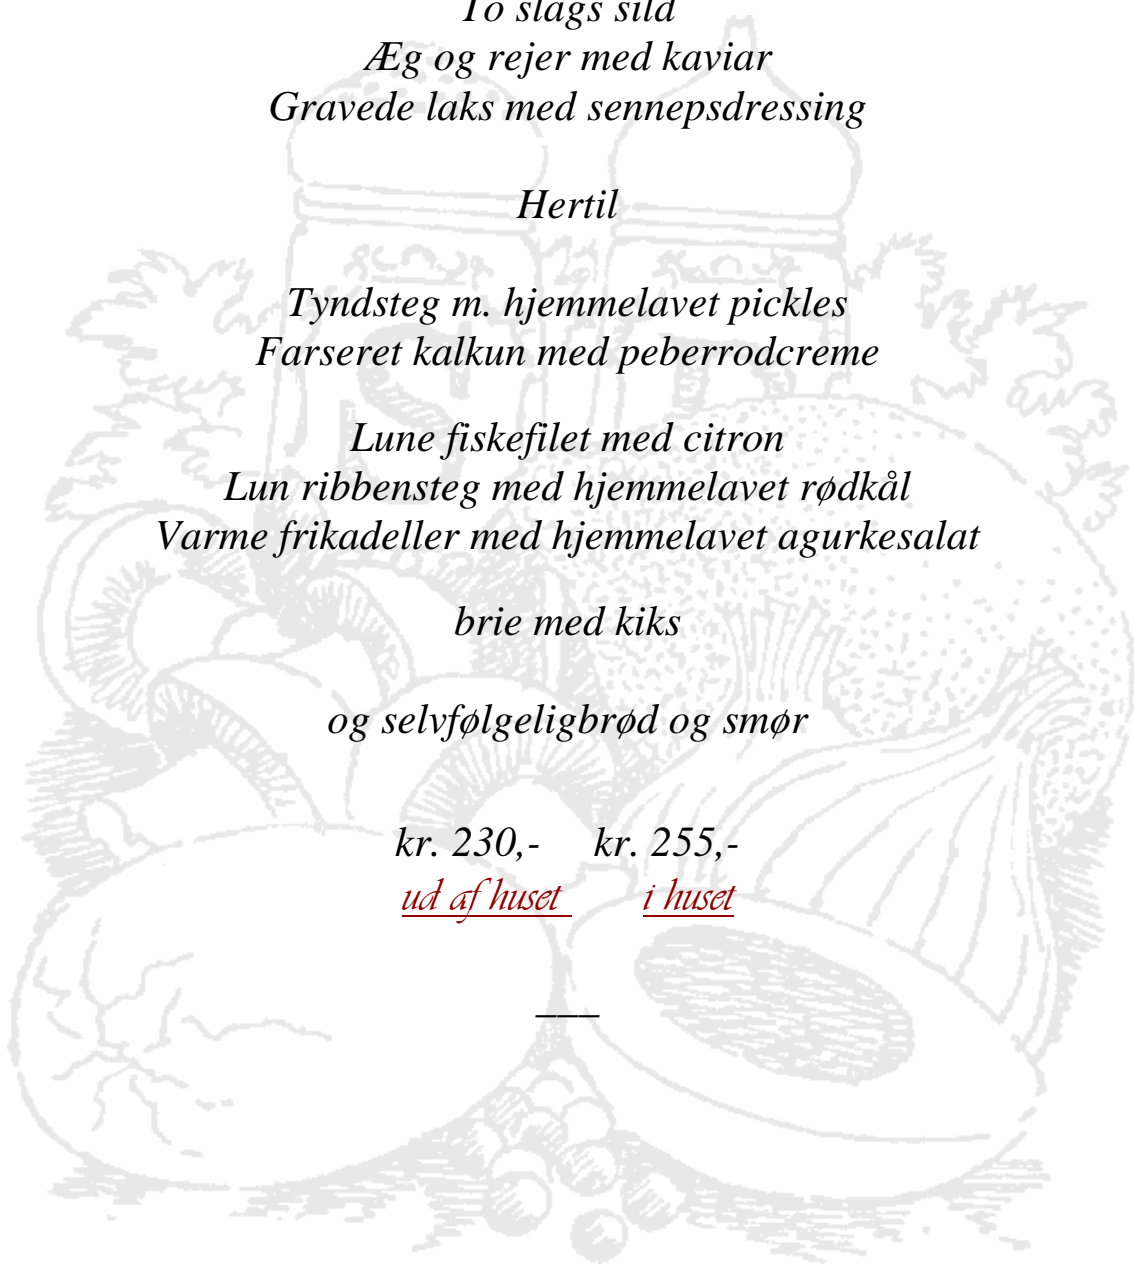 To slags sild
Æg og rejer med kaviar
Gravede laks med sennepsdressing
Hertil
Tyndsteg m. hjemmelavet pickles
Farseret kalkun med peberrodcreme
Lune fiskefilet med citron
Lun ribbensteg med hjemmelavet rødkål
Varme frikadeller med hjemmelavet agurkesalat
brie med kiks
og selvfølgeligbrød og smør
kr. 230,- kr. 255,-
ud af huset i huset
___